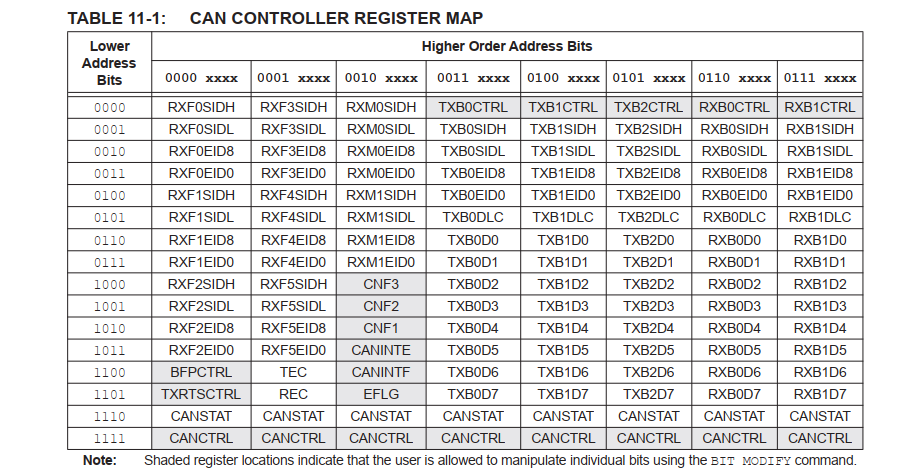 TABLE 11-1: CAN CONTROLLER REGISTER MAP
Lower Address Bits Higher Order Address Bits
0000 xxxx 0001 xxxx 0010 xxxx 0011 xxxx 0100 xxxx 0101 xxxx 0110 xxxx 0111 xxxx
0000 RXF0SIDH RXF3SIDH RXM0SIDH TXB0CTRL TXB1CTRL TXB2CTRL RXB0CTRL RXB1CTRL
0001 RXF0SIDL RXF3SIDL RXM0SIDL TXB0SIDH TXB1SIDH TXB2SIDH RXB0SIDH RXB1SIDH
0010 RXF0EID8 RXF3EID8 RXM0EID8 TXB0SIDL TXB1SIDL TXB2SIDL RXB0SIDL RXB1SIDL
0011 RXF0EID0 RXF3EID0 RXM0EID0 TXB0EID8 TXB1EID8 TXB2EID8 RXB0EID8 RXB1EID8
0100 RXF1SIDH RXF4SIDH RXM1SIDH TXB0EID0 TXB1EID0 TXB2EID0 RXB0EID0 RXB1EID0
0101 RXF1SIDL RXF4SIDL RXM1SIDL TXB0DLC TXB1DLC TXB2DLC RXB0DLC RXB1DLC
0110 RXF1EID8 RXF4EID8 RXM1EID8 TXB0D0 TXB1D0 TXB2D0 RXB0D0 RXB1D0
0111 RXF1EID0 RXF4EID0 RXM1EID0 TXB0D1 TXB1D1 TXB2D1 RXB0D1 RXB1D1
1000 RXF2SIDH RXF5SIDH CNF3 TXB0D2 TXB1D2 TXB2D2 RXB0D2 RXB1D2
1001 RXF2SIDL RXF5SIDL CNF2 TXB0D3 TXB1D3 TXB2D3 RXB0D3 RXB1D3
1010 RXF2EID8 RXF5EID8 CNF1 TXB0D4 TXB1D4 TXB2D4 RXB0D4 RXB1D4
1011 RXF2EID0 RXF5EID0 CANINTE TXB0D5 TXB1D5 TXB2D5 RXB0D5 RXB1D5
1100 BFPCTRL TEC CANINTF TXB0D6 TXB1D6 TXB2D6 RXB0D6 RXB1D6
1101 TXRTSCTRL REC EFLG TXB0D7 TXB1D7 TXB2D7 RXB0D7 RXB1D7
1110 CANSTAT CANSTAT CANSTAT CANSTAT CANSTAT CANSTAT CANSTAT CANSTAT
1111 CANCTRL CANCTRL CANCTRL CANCTRL CANCTRL CANCTRL CANCTRL CANCTRL
Note: Shaded register locations indicate that the user is allowed to manipulate individual bits using the BIT MODIFY command.